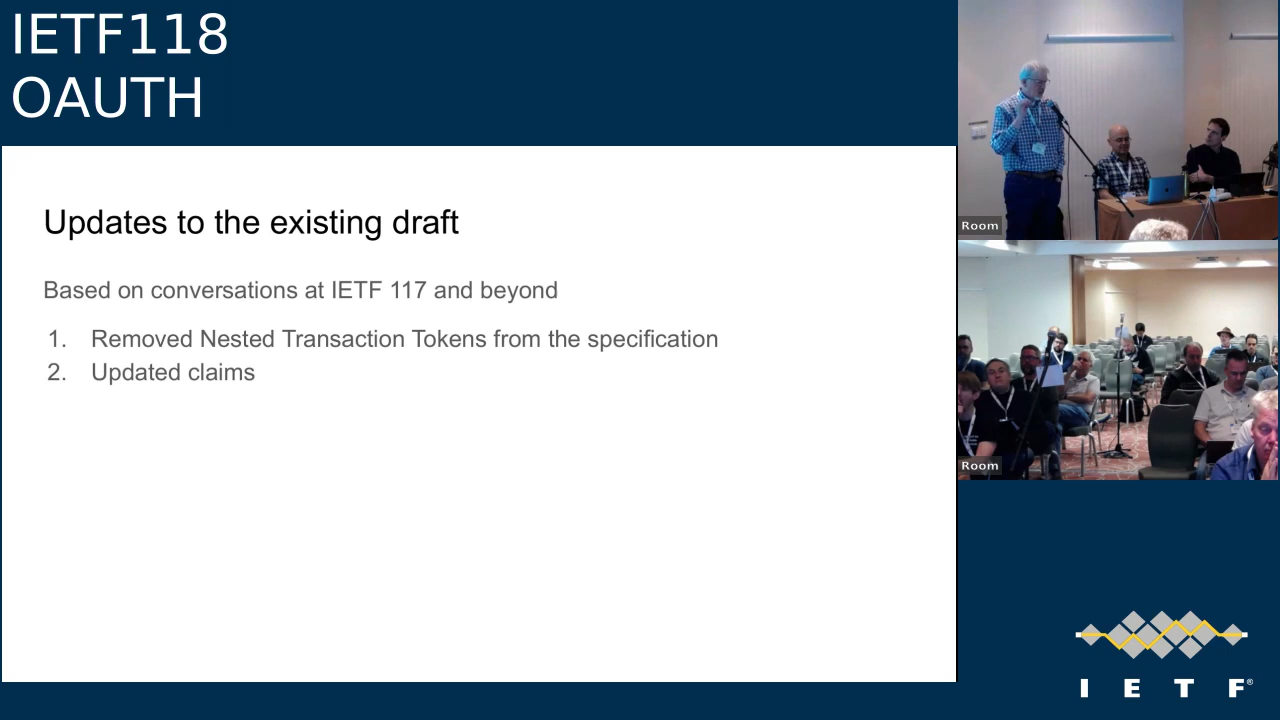 IETF118
OAUTH
Updates to the existing draft
Based on conversations at IETF 117 and beyond
1. Removed Nested Transaction Tokens from the specification
2. Updated claims
Room
Room
I E T F®